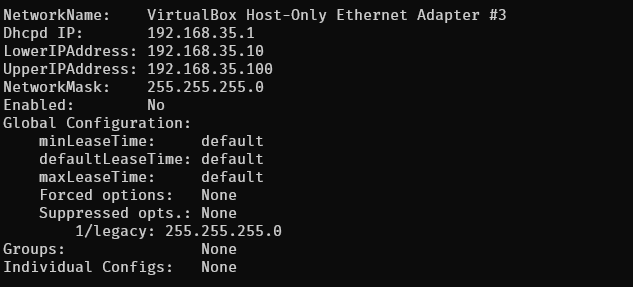 NetworkName:    VirtualBox Host-Only Ethernet Adapter #3
Dhcpd IP:       192.168.35.1
LowerIPAddress: 192.168.35.10
UpperIPAddress: 192.168.35.100
NetworkMask:    255.255.255.0
Enabled:        No
Global Configuration:
    minLeaseTime:     default
    defaultLeaseTime: default
    maxLeaseTime:     default
    Forced options:   None
    Suppressed opts.: None
        1/legacy: 255.255.255.0
Groups:               None
Individual Configs:   None